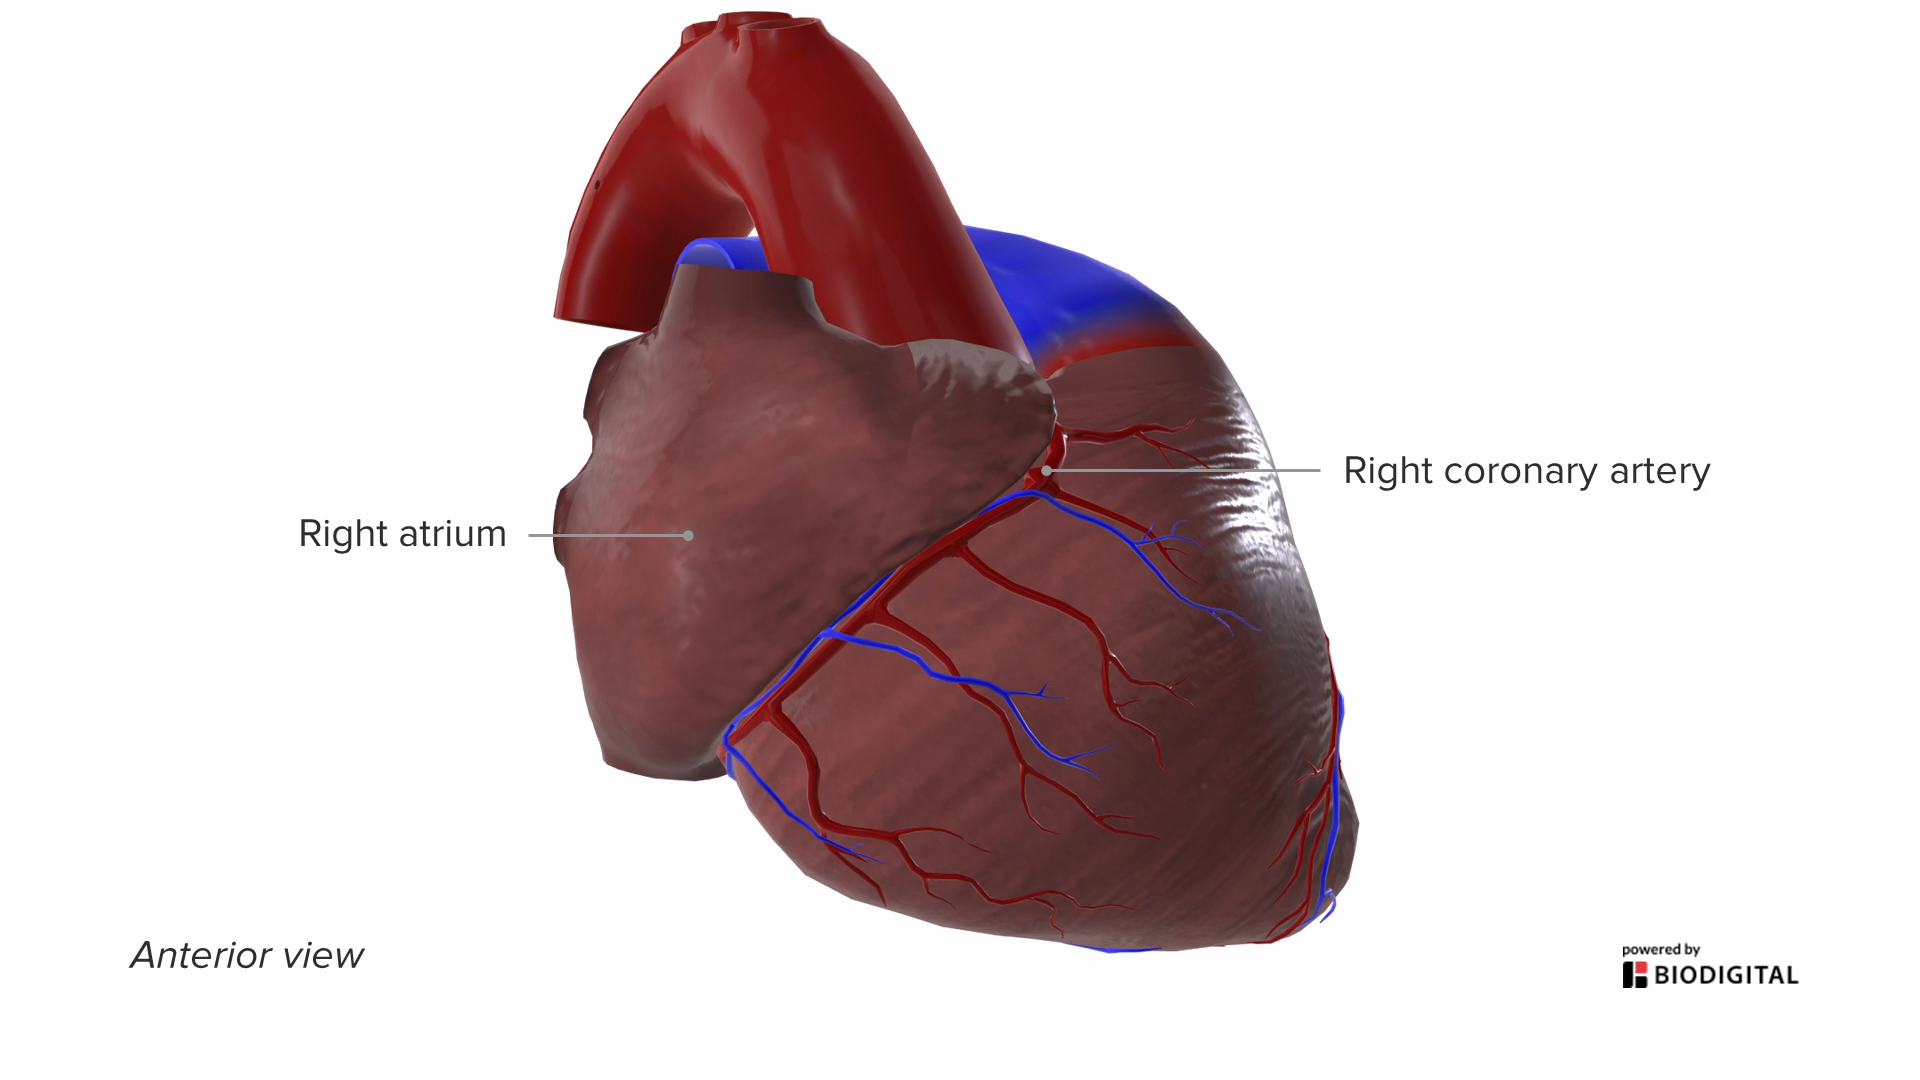 Right coronary artery
Right atrium
Anterior view
powered by
BIODIGITAL